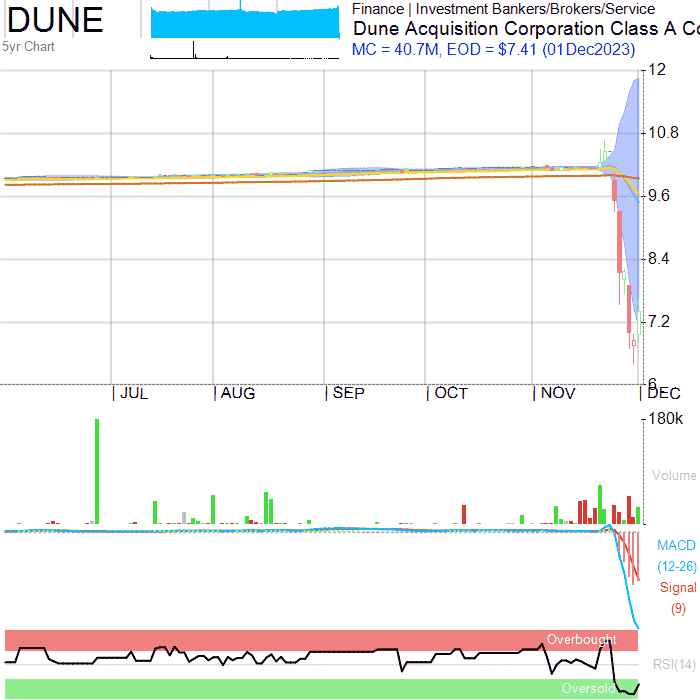 DUNE
5yr Chart
Finance | Investment Bankers/Brokers/Service
Dune Acquisition Corporation Class A Co
MC = 40.7M, EOD = $7.41 (01Dec2023)
12
10.8
9.6
8.4
7.2
6
JUL
AUG
SEP
OCT
NOV
DEC
180k
Volume
MACD
(12-26)
Signal
(9)
Overbought
RSI(14)
Oversold